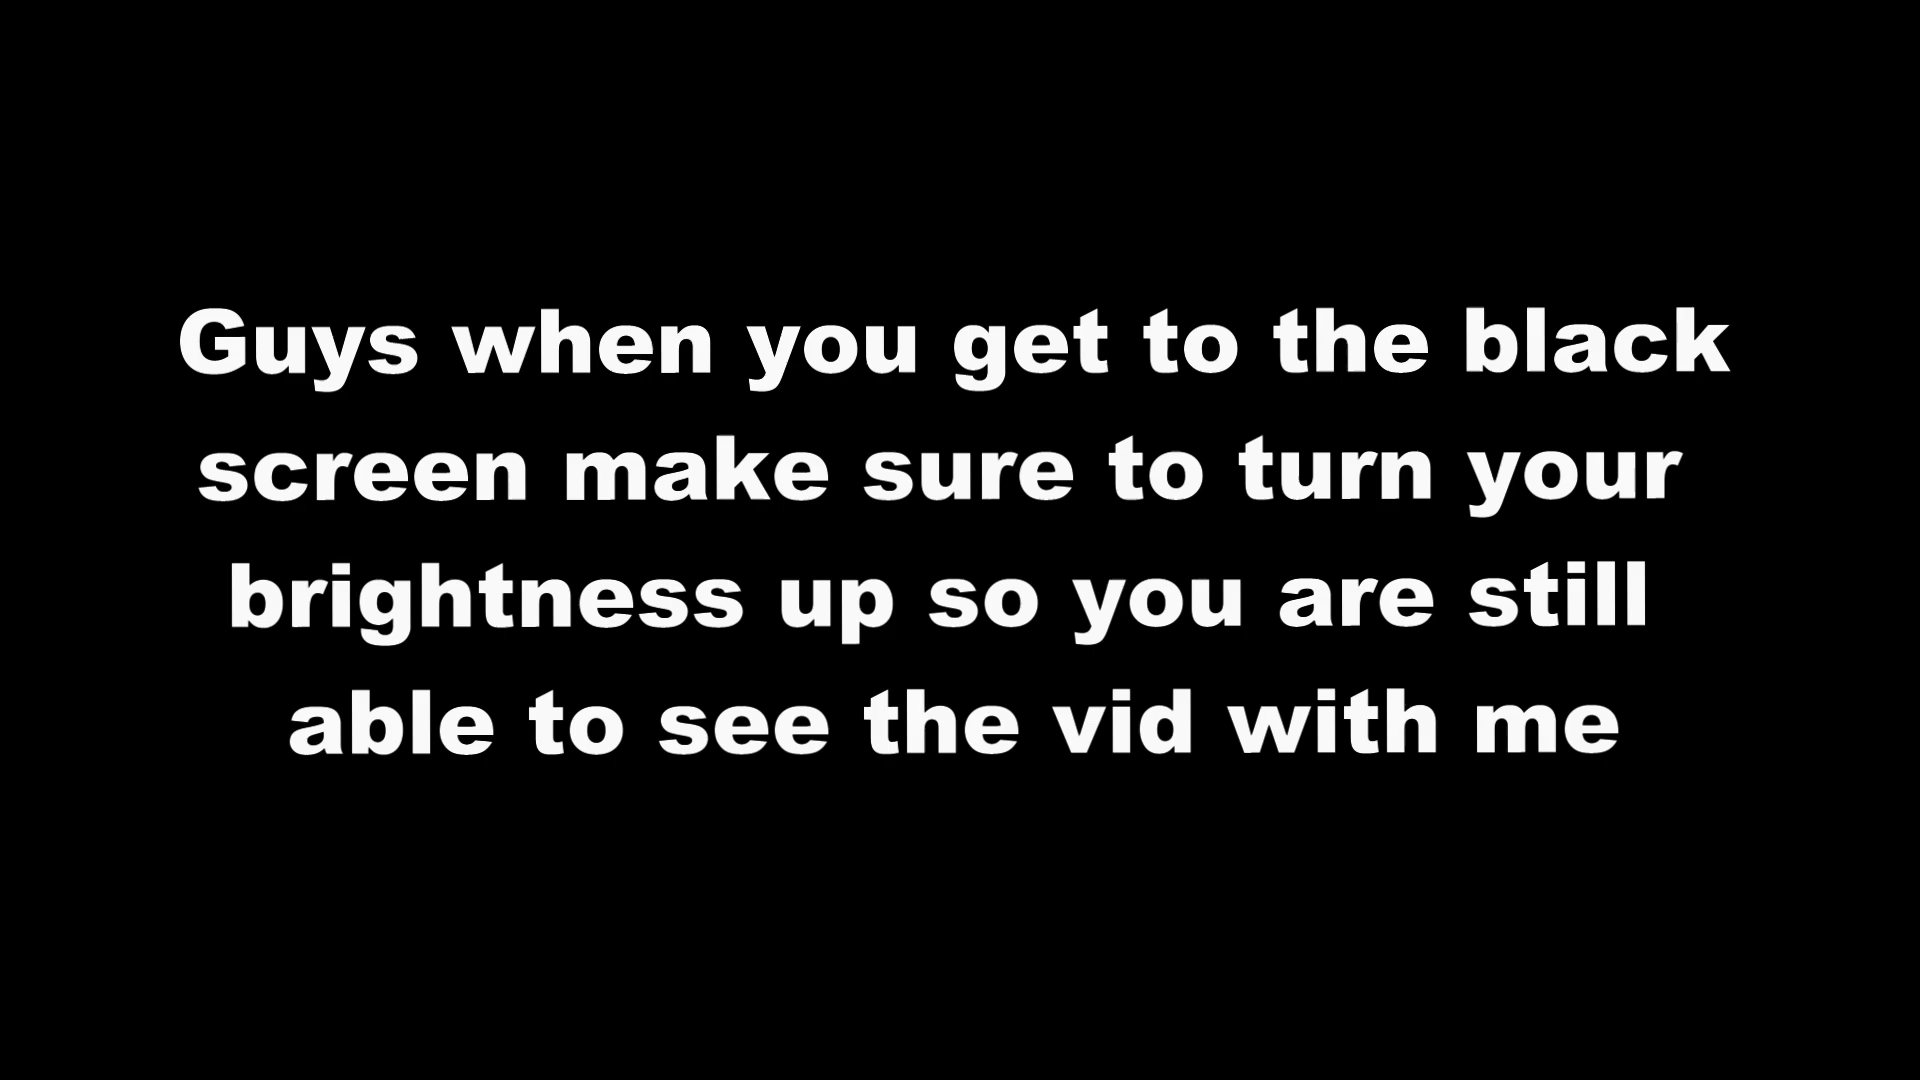 Guys when you get to the black
screen make sure to turn your
brightness up so you are still
able to see the vid with me